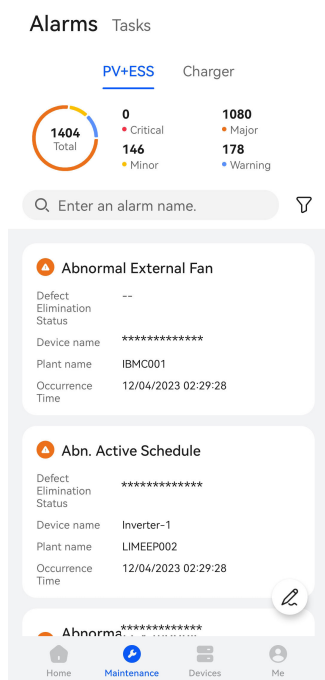 Alarms Tasks
PV+ESS Charger
1404
Total
0
Critical
1080
Major
146
Minor
178
Warning
Enter an alarm name.
Abnormal External Fan
Defect Elimination Status --
Device name *************
Plant name IBMC001
Occurrence Time 12/04/2023 02:29:28
Abn. Active Schedule
Defect Elimination Status *************
Device name Inverter-1
Plant name LIMEEP002
Occurrence Time 12/04/2023 02:29:28
*************
Home Maintenance Devices Me